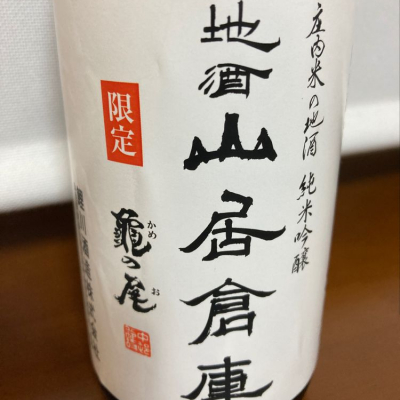 庄内米の地酒 純米吟醸
地酒山居倉庫
限定
亀の尾
かめ
お